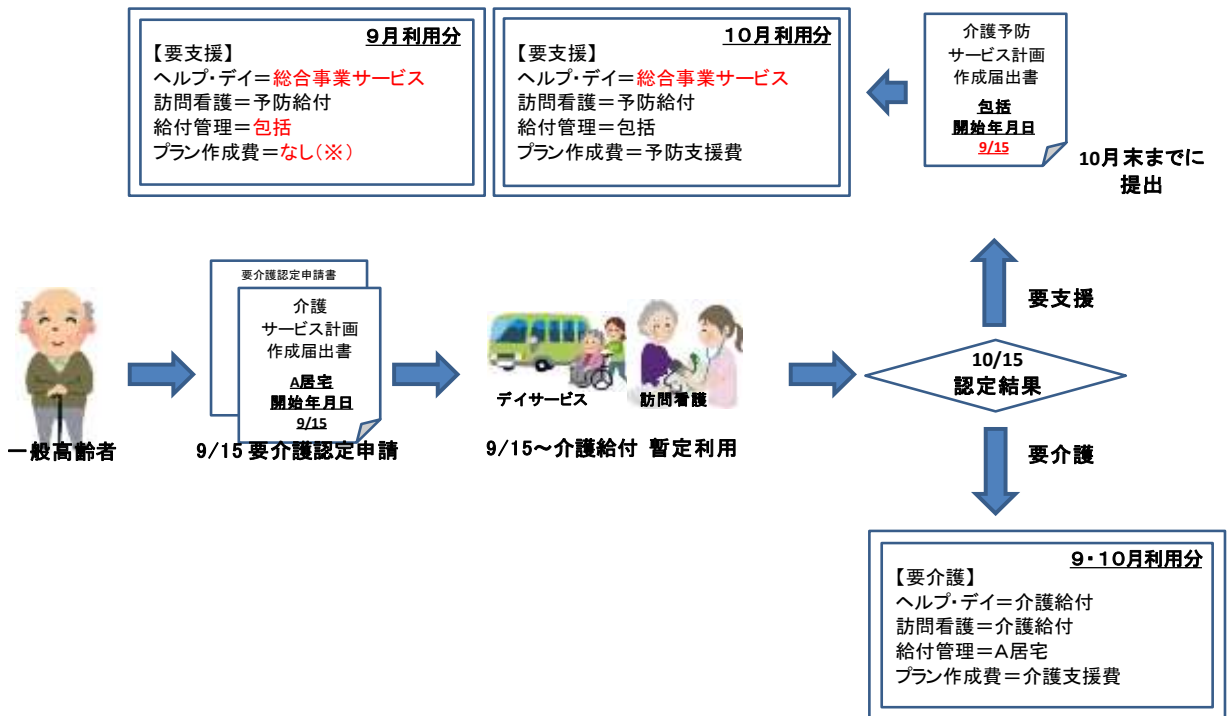 ９月利用分
【要支援】
ヘルプ・デイ＝総合事業サービス
訪問看護＝予防給付
給付管理＝包括
プラン作成費＝なし（※）
１０月利用分
【要支援】
ヘルプ・デイ＝総合事業サービス
訪問看護＝予防給付
給付管理＝包括
プラン作成費＝予防支援費
介護予防
サービス計画
作成届出書
包括
開始年月日
9/15
10月末までに
提出
要介護認定申請書
介護
サービス計画
作成届出書
A居宅
開始年月日
9/15
デイサービス
訪問看護
要支援
10/15
認定結果
一般高齢者
9/15 要介護認定申請
9/15～介護給付 暫定利用
要介護
９・１０月利用分
【要介護】
ヘルプ・デイ＝介護給付
訪問看護＝介護給付
給付管理＝A居宅
プラン作成費＝介護支援費